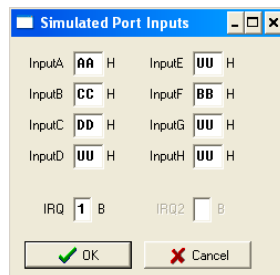 Simulated Port Inputs
InputA AA H InputE UU H
InputB CC H InputF BB H
InputC DD H InputG UU H
InputD UU H InputH UU H
IRQ 1 B IRQ2 B
OK Cancel